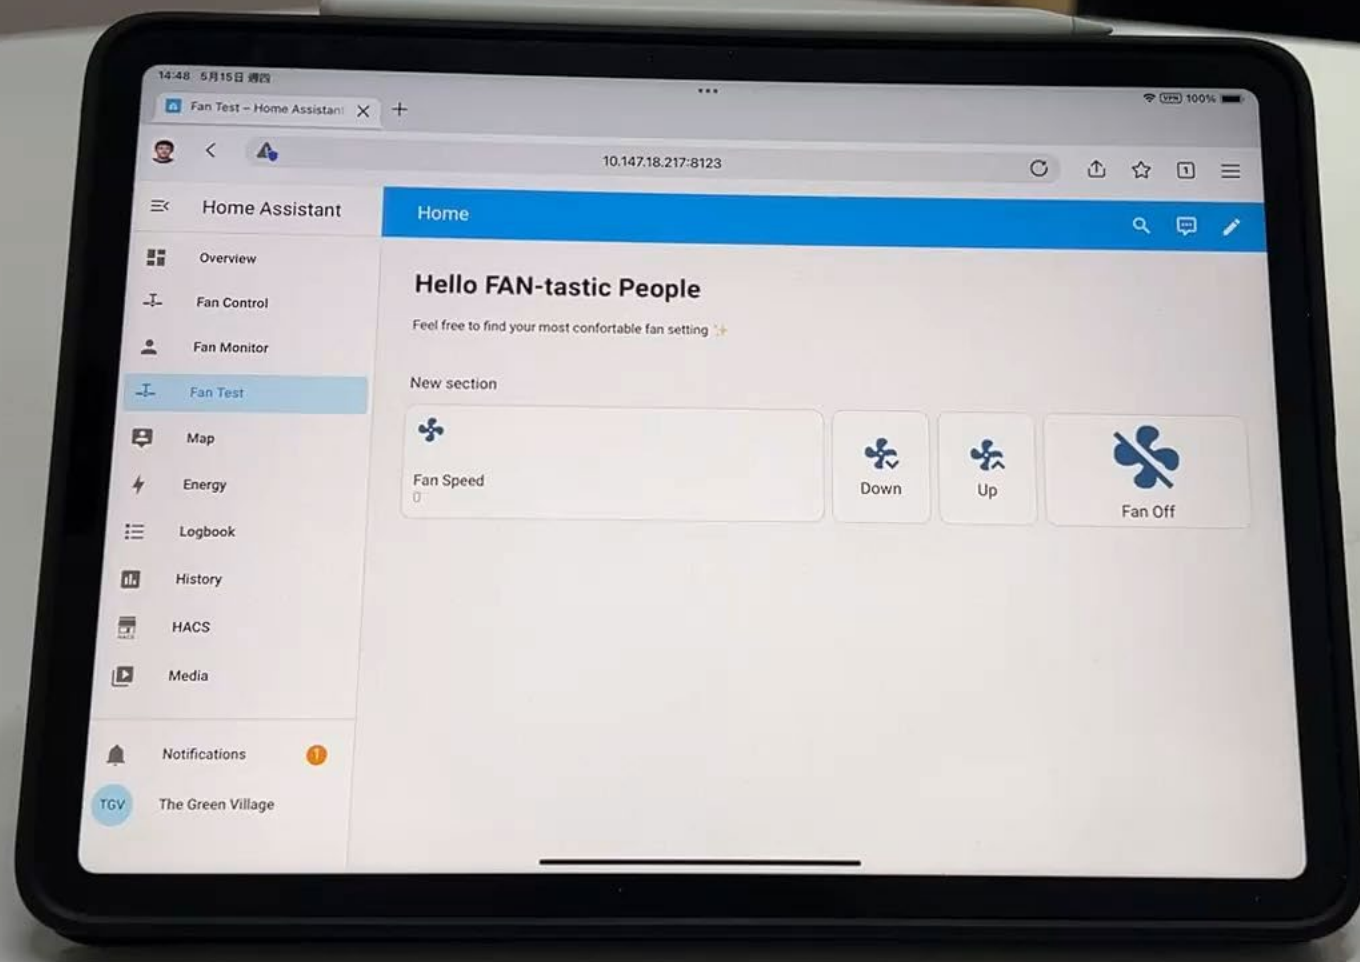 14:48 5月15日 週四
VPN 100%
Fan Test – Home Assistant
10.147.18.217:8123
1
Home Assistant
Home
Overview
Fan Control
Fan Monitor
Fan Test
Map
Energy
Logbook
History
HACS
HACS
Media
Notifications
1
TGV
The Green Village
Hello FAN-tastic People
Feel free to find your most confortable fan setting ✨
New section
Fan Speed
0
Down
Up
Fan Off